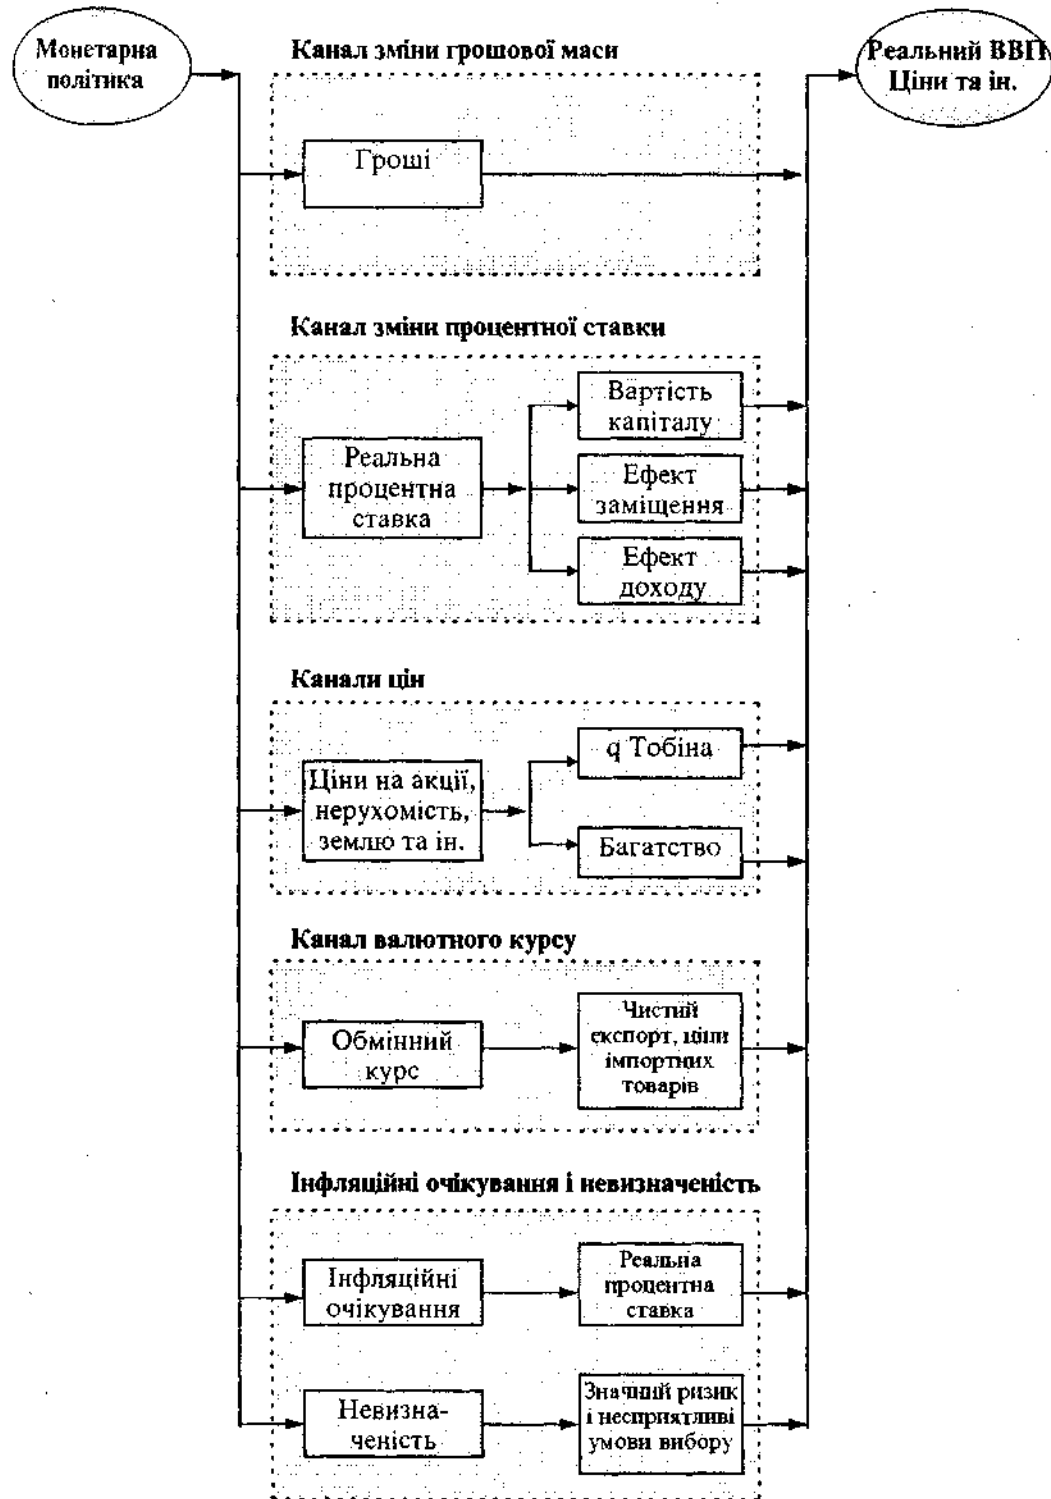 Монетарна
політика
Реальний ВВП
Ціни та ін.
Канал зміни грошової маси
Гроші
Канал зміни процентної ставки
Реальна
процентна
ставка
Вартість
капіталу
Ефект
заміщення
Ефект
доходу
Канали цін
Ціни на акції,
нерухомість,
землю та ін.
q Тобіна
Багатство
Канал валютного курсу
Обмінний
курс
Чистий
експорт, ціни
імпортних
товарів
Інфляційні очікування і невизначеність
Інфляційні
очікування
Реальна
процентна
ставка
Невизна-
ченість
Значний ризик
і несприятливі
умови вибору